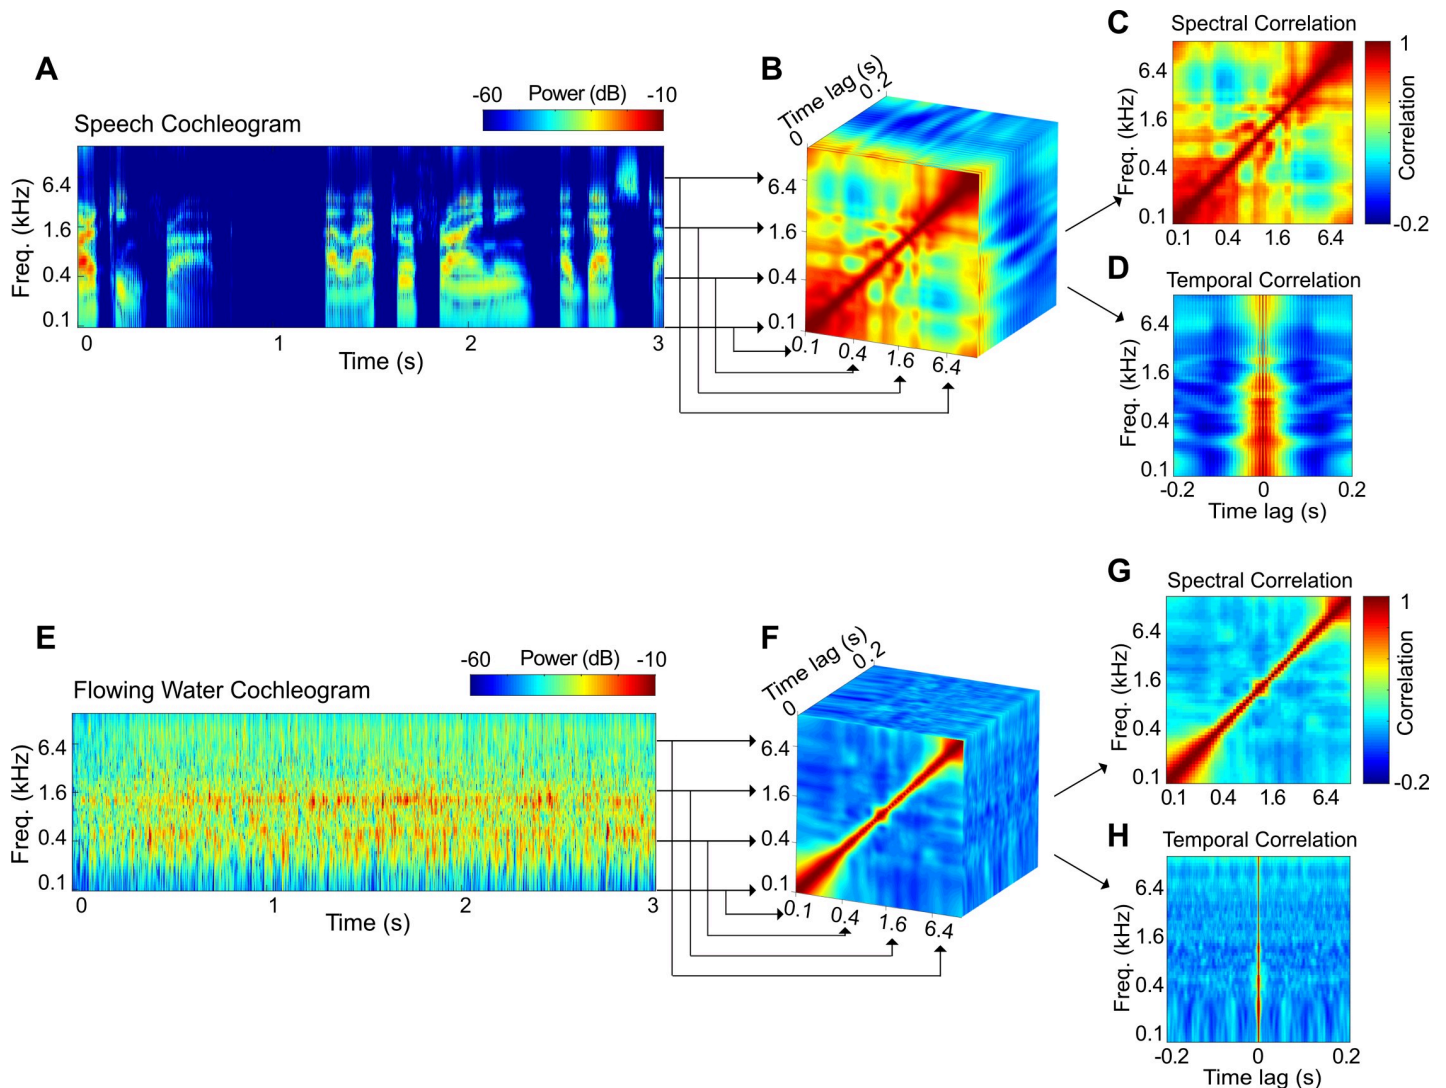 A
Speech Cochleogram
-60 Power (dB) -10
Freq. (kHz)
6.4
1.6
0.4
0.1
0 1 2 3
Time (s)
B
Time lag (s)
0 0.2
6.4
1.6
0.4
0.1
0.1 0.4 1.6 6.4
C
Spectral Correlation
Freq. (kHz)
6.4
1.6
0.4
0.1
0.1 0.4 1.6 6.4
1
Correlation
-0.2
D
Temporal Correlation
Freq. (kHz)
6.4
1.6
0.4
0.1
-0.2 0 0.2
Time lag (s)
E
Flowing Water Cochleogram
-60 Power (dB) -10
Freq. (kHz)
6.4
1.6
0.4
0.1
0 1 2 3
Time (s)
F
Time lag (s)
0 0.2
6.4
1.6
0.4
0.1
0.1 0.4 1.6 6.4
G
Spectral Correlation
Freq. (kHz)
6.4
1.6
0.4
0.1
0.1 0.4 1.6 6.4
1
Correlation
-0.2
H
Temporal Correlation
Freq. (kHz)
6.4
1.6
0.4
0.1
-0.2 0 0.2
Time lag (s)